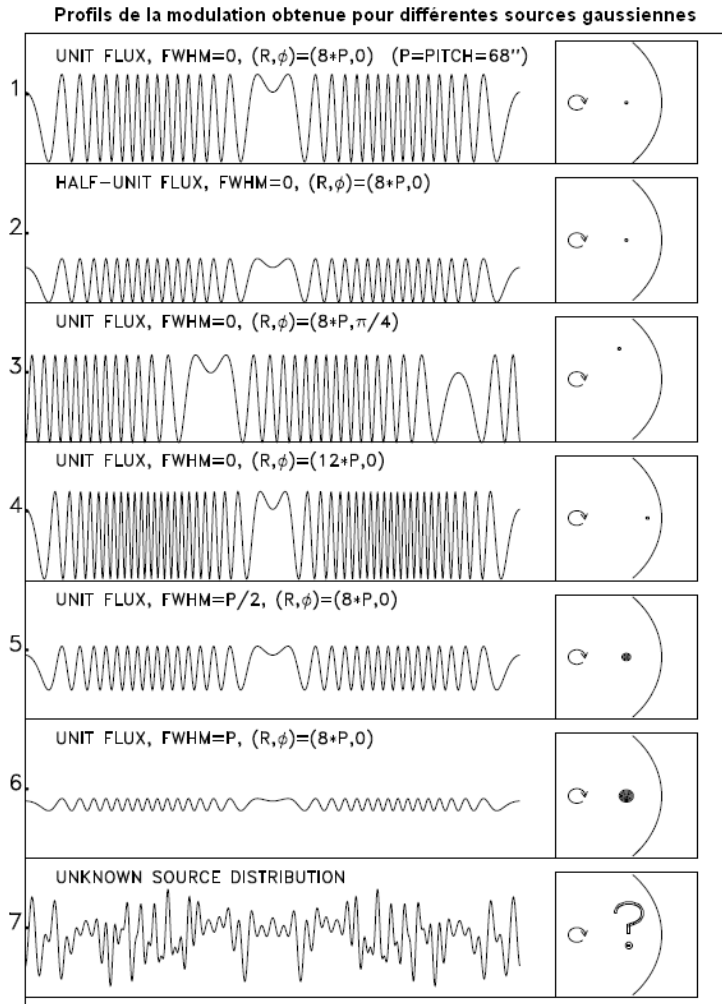 Profils de la modulation obtenue pour différentes sources gaussiennes
UNIT FLUX, FWHM=0, (R,ϕ)=(8*P,0) (P=PITCH=68")
1.
HALF-UNIT FLUX, FWHM=0, (R,ϕ)=(8*P,0)
2.
UNIT FLUX, FWHM=0, (R,ϕ)=(8*P,π/4)
3.
UNIT FLUX, FWHM=0, (R,ϕ)=(12*P,0)
4.
UNIT FLUX, FWHM=P/2, (R,ϕ)=(8*P,0)
5.
UNIT FLUX, FWHM=P, (R,ϕ)=(8*P,0)
6.
UNKNOWN SOURCE DISTRIBUTION
7.
?